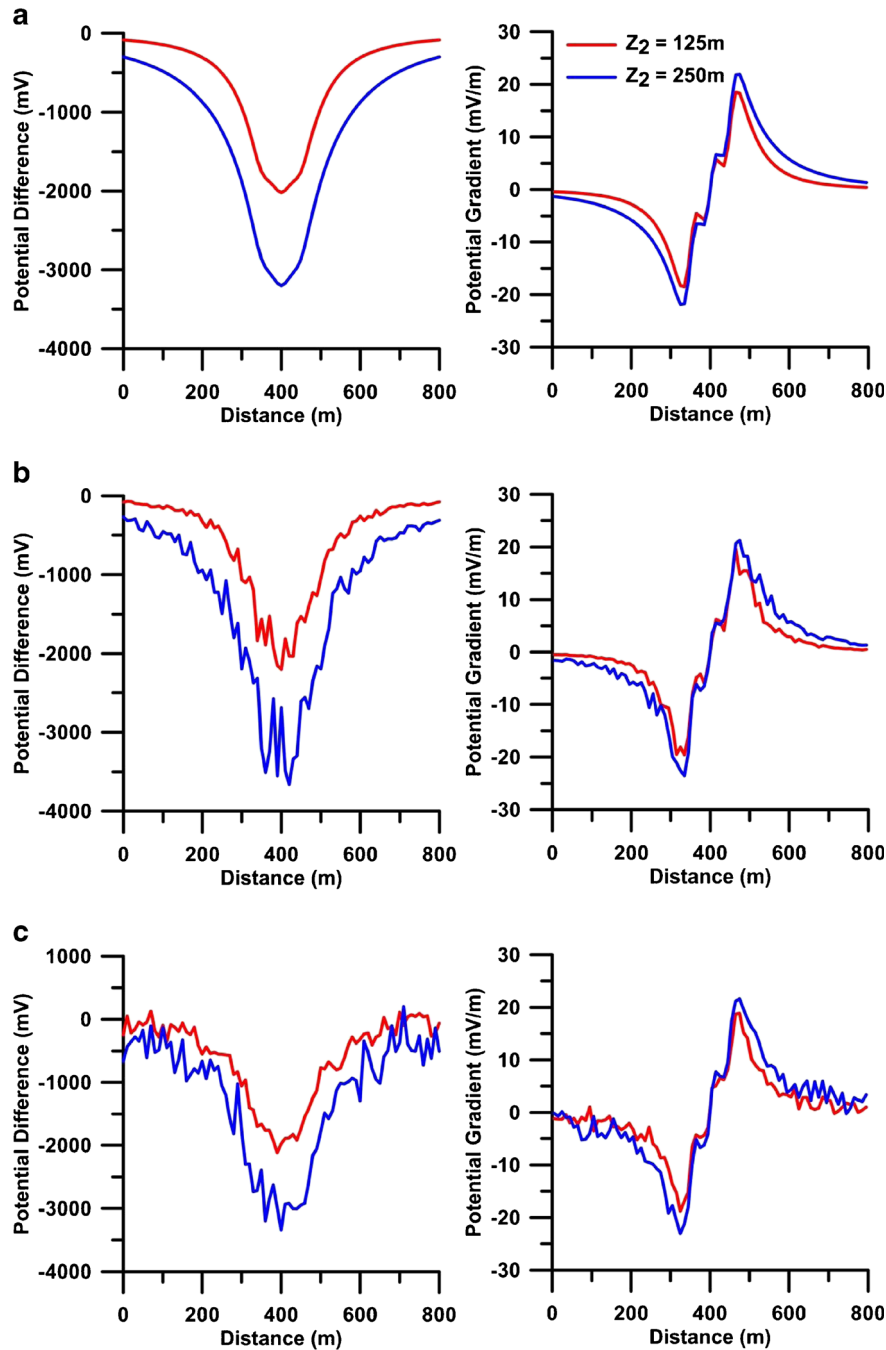 a
0
-1000
-2000
-3000
-4000
Potential Difference (mV)
0 200 400 600 800
Distance (m)
30
20
10
0
-10
-20
-30
Potential Gradient (mV/m)
Z2 = 125m
Z2 = 250m
0 200 400 600 800
Distance (m)
b
0
-1000
-2000
-3000
-4000
Potential Difference (mV)
0 200 400 600 800
Distance (m)
30
20
10
0
-10
-20
-30
Potential Gradient (mV/m)
0 200 400 600 800
Distance (m)
c
1000
0
-1000
-2000
-3000
-4000
Potential Difference (mV)
0 200 400 600 800
Distance (m)
30
20
10
0
-10
-20
-30
Potential Gradient (mV/m)
0 200 400 600 800
Distance (m)